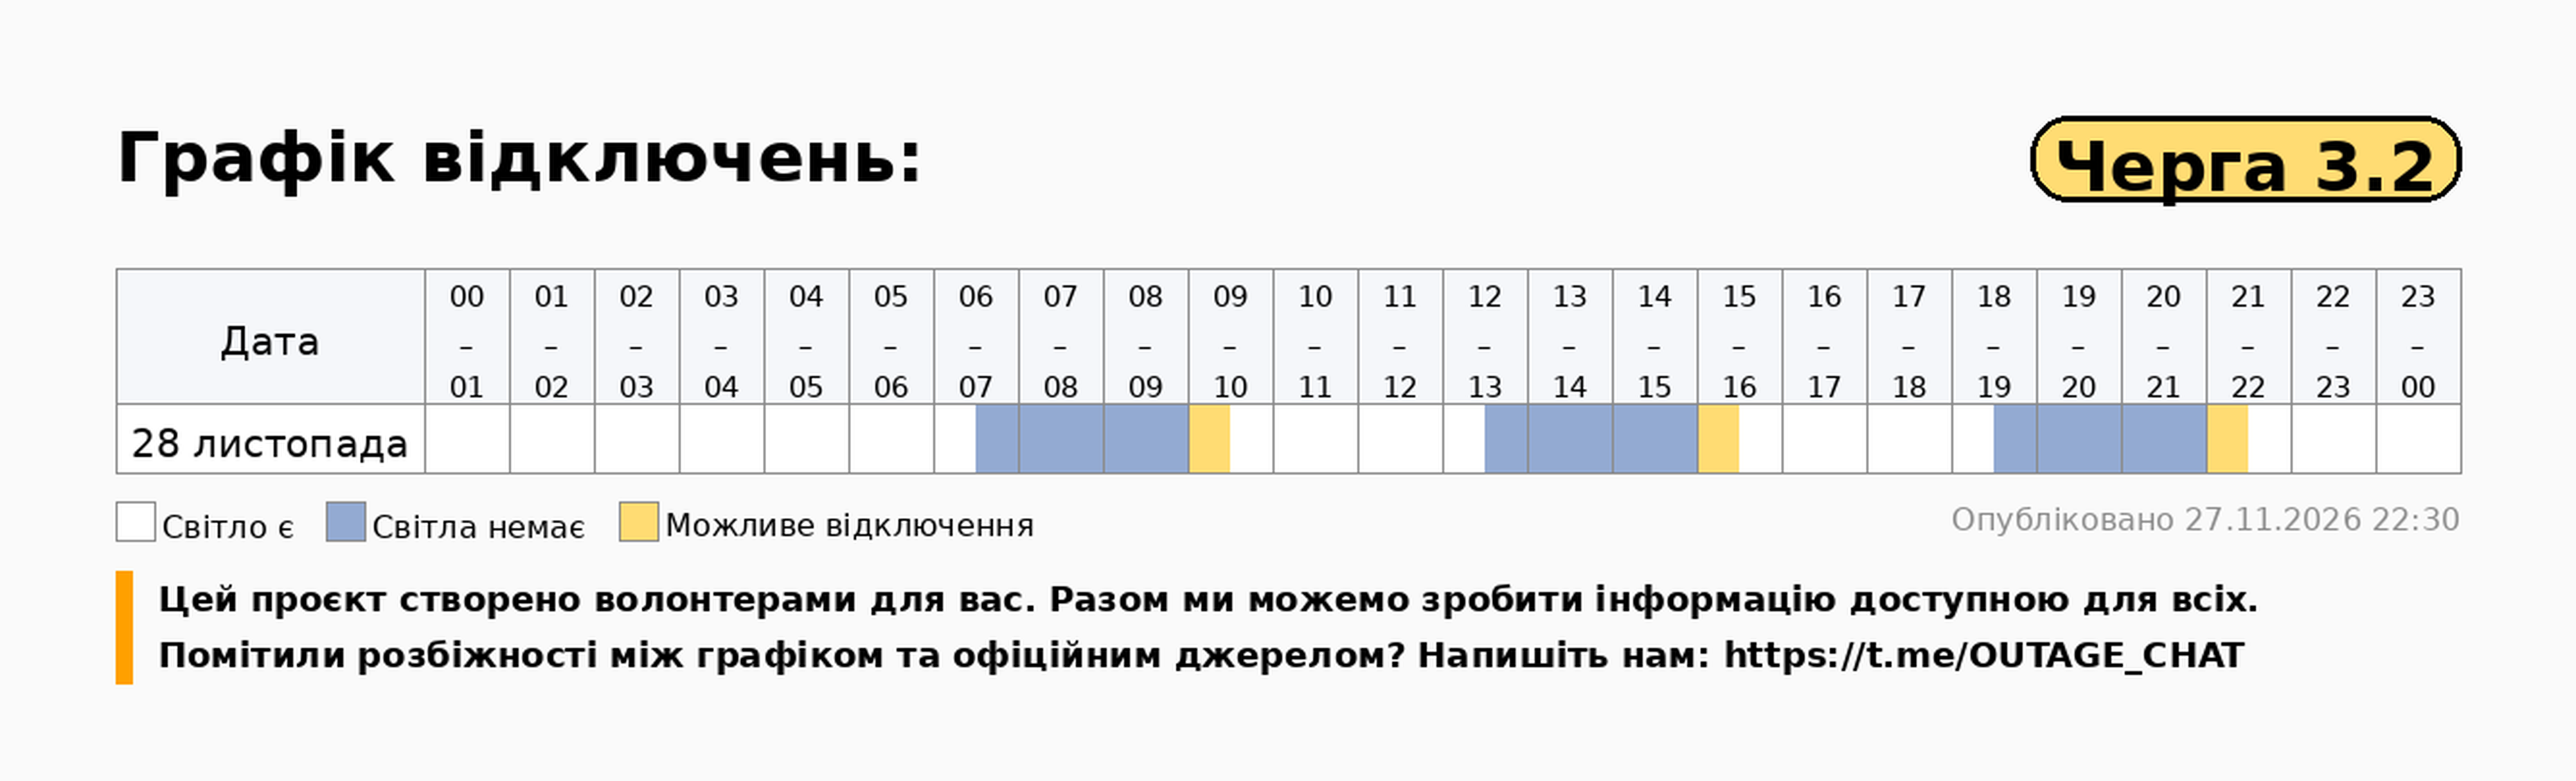 Графік відключень:
Черга 3.2
Дата 00 – 01 01 – 02 02 – 03 03 – 04 04 – 05 05 – 06 06 – 07 07 – 08 08 – 09 09 – 10 10 – 11 11 – 12 12 – 13 13 – 14 14 – 15 15 – 16 16 – 17 17 – 18 18 – 19 19 – 20 20 – 21 21 – 22 22 – 23 23 – 00
28 листопада
Світло є Світла немає Можливе відключення
Опубліковано 27.11.2026 22:30
Цей проєкт створено волонтерами для вас. Разом ми можемо зробити інформацію доступною для всіх.
Помітили розбіжності між графіком та офіційним джерелом? Напишіть нам: https://t.me/OUTAGE_CHAT